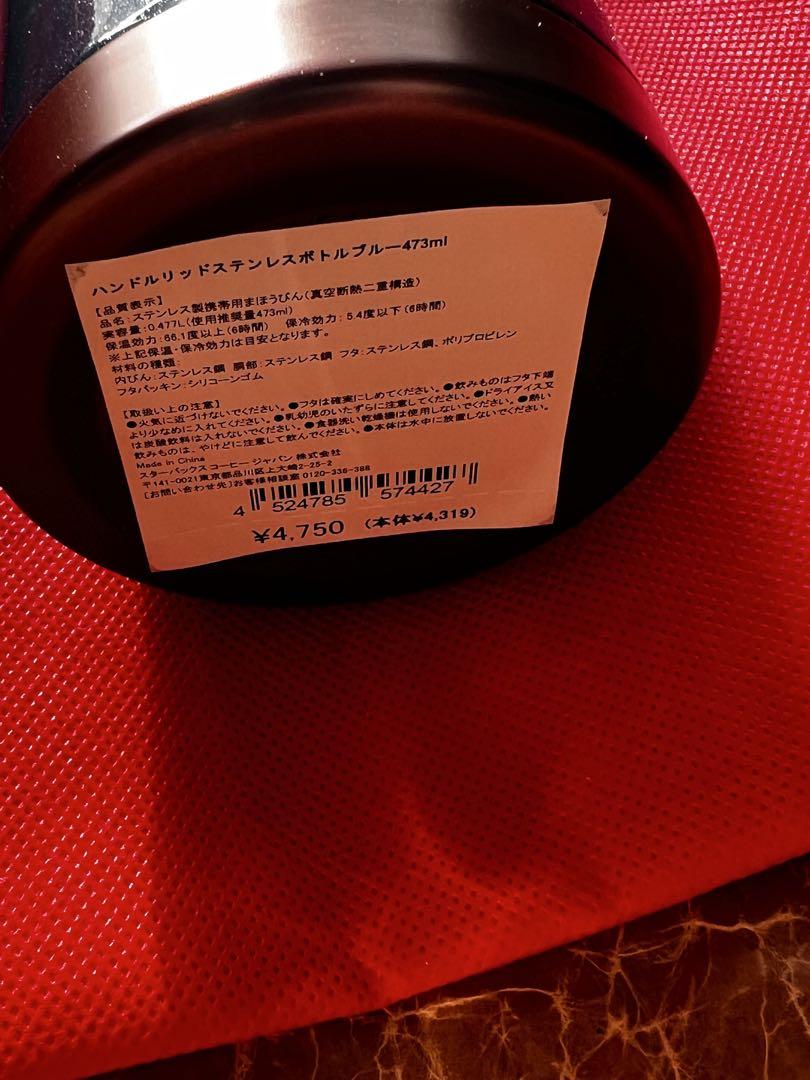 ハンドルリッドステンレスボトルブルー473ml
【品質表示】
品名:ステンレス製携帯用まほうびん(真空断熱二重構造)
実容量:0.477L(使用推奨量473ml)
保温効力:66.1度以上(6時間) 保冷効力:5.4度以下(6時間)
※上記保温・保冷効力は目安となります。
材料の種類:
内びん:ステンレス鋼 胴部:ステンレス鋼 フタ:ステンレス鋼、ポリプロピレン
フタパッキン:シリコーンゴム
【取扱い上の注意】
●火気に近づけないでください。●フタは確実にしめてください。●飲みものはフタ下端
より少なめに入れてください。●乳幼児のいたずらに注意してください。●ドライアイス又
は炭酸飲料は入れないでください。●食器洗い乾燥機は使用しないでください。●熱い
飲みものは、やけどに注意して飲んでください。●本体は水中に放置しないでください。
Made in China
スターバックス コーヒー ジャパン 株式会社
〒141-0021東京都品川区上大崎2-25-2
[お問い合わせ先]お客様相談室 0120-336-388
4 524785 574427
¥4,750 (本体¥4,319)